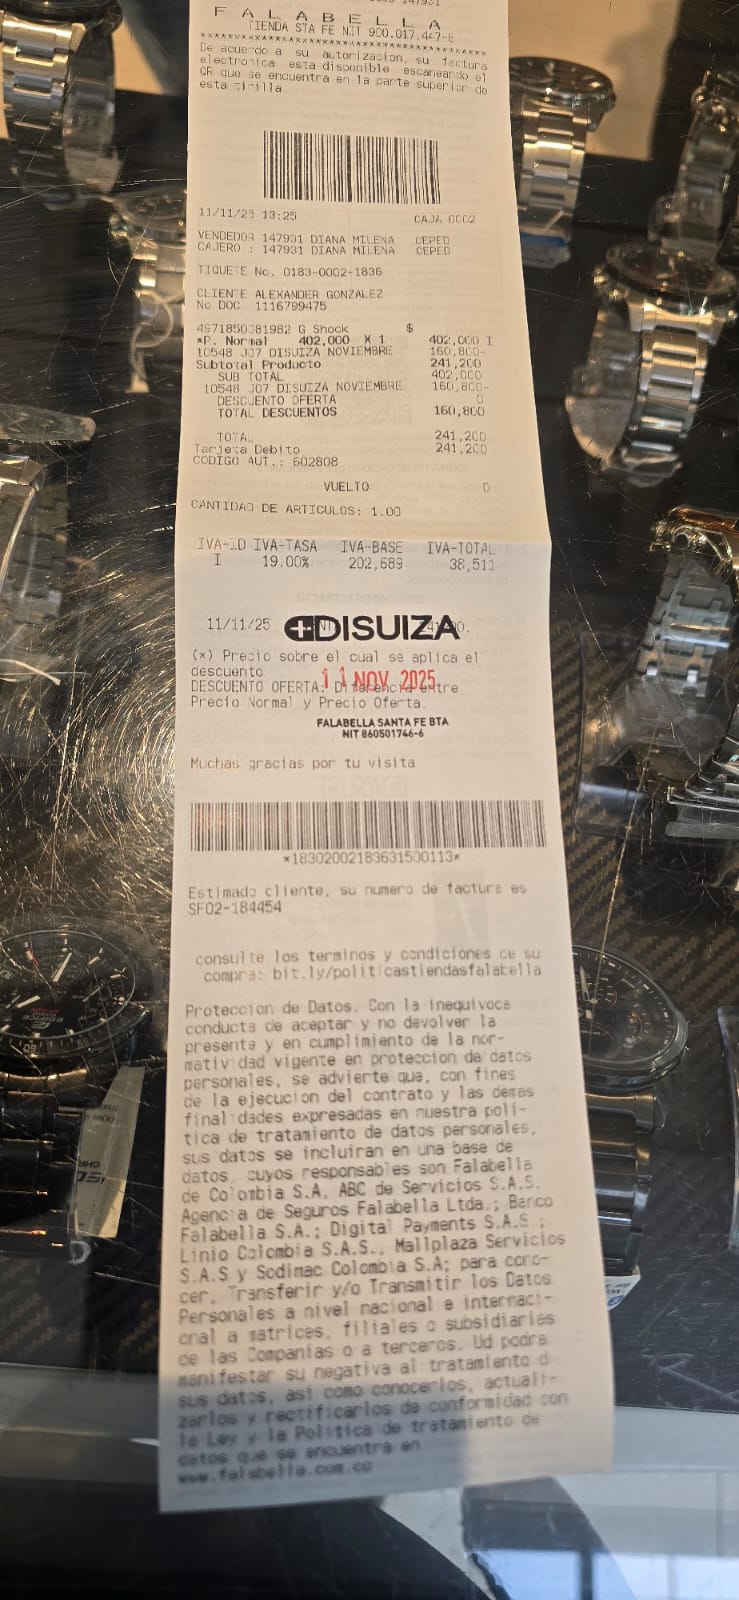 147931
F A L A B E L L A
TIENDA STA FE NIT 900.017.447-8
De acuerdo a su autorizacion, su factura
electronica esta disponible escaneando el
QR que se encuentra en la parte superior de
esta tirilla
11/11/25 13:25 CAJA 0002
VENDEDOR 147931 DIANA MILENA CEPED
CAJERO : 147931 DIANA MILENA CEPED
TIQUETE No. 0183-0002-1836
CLIENTE ALEXANDER GONZALEZ
No DOC 1116799475
4971850081982 G Shock $
*P. Normal 402,000 X 1 402,000 I
10548 J07 DISUIZA NOVIEMBRE 160,800-
Subtotal Producto 241,200
SUB TOTAL 402,000
10548 J07 DISUIZA NOVIEMBRE 160,800-
DESCUENTO OFERTA 0
TOTAL DESCUENTOS 160,800
TOTAL 241,200
Tarjeta Debito 241,200
CODIGO AUT.: 602808
VUELTO 0
CANTIDAD DE ARTICULOS: 1.00
IVA-ID IVA-TASA IVA-BASE IVA-TOTAL
I 19.00% 202,689 38,511
11/11/25 DISUIZA
(*) Precio sobre el cual se aplica el
descuento
11 NOV 2025
DESCUENTO OFERTA: Diferencia entre
Precio Normal y Precio Oferta.
FALABELLA SANTA FE BTA
NIT 860501746-6
Muchas gracias por tu visita
*18302002183631500113*
Estimado cliente, su numero de factura es
SF02-184454
consulte los terminos y condiciones de su
compra: bit.ly/politicastiendasfalabella
Proteccion de Datos. Con la inequivoca
conducta de aceptar y no devolver la
presente y en cumplimiento de la nor-
matividad vigente en proteccion de datos
personales, se advierte que, con fines
de la ejecucion del contrato y las demas
finalidades expresadas en nuestra poli-
tica de tratamiento de datos personales,
sus datos se incluiran en una base de
datos, cuyos responsables son Falabella
de Colombia S.A, ABC de Servicios S.A.S.
Agencia de Seguros Falabella Ltda.; Banco
Falabella S.A.; Digital Payments S.A.S.;
Linio Colombia S.A.S., Mallplaza Servicios
S.A.S y Sodimac Colombia S.A; para cono-
cer, Transferir y/o Transmitir los Datos
Personales a nivel nacional e internaci-
onal a matrices, filiales o subsidiarias
de las Companias o a terceros. Ud podra
manifestar su negativa al tratamiento d
sus datos, asi como conocerlos, actuali-
zarlos y rectificarlos de conformidad con
la Ley y la Politica de tratamiento de
datos que se encuentra en
www.falabella.com.co
EDIFICE